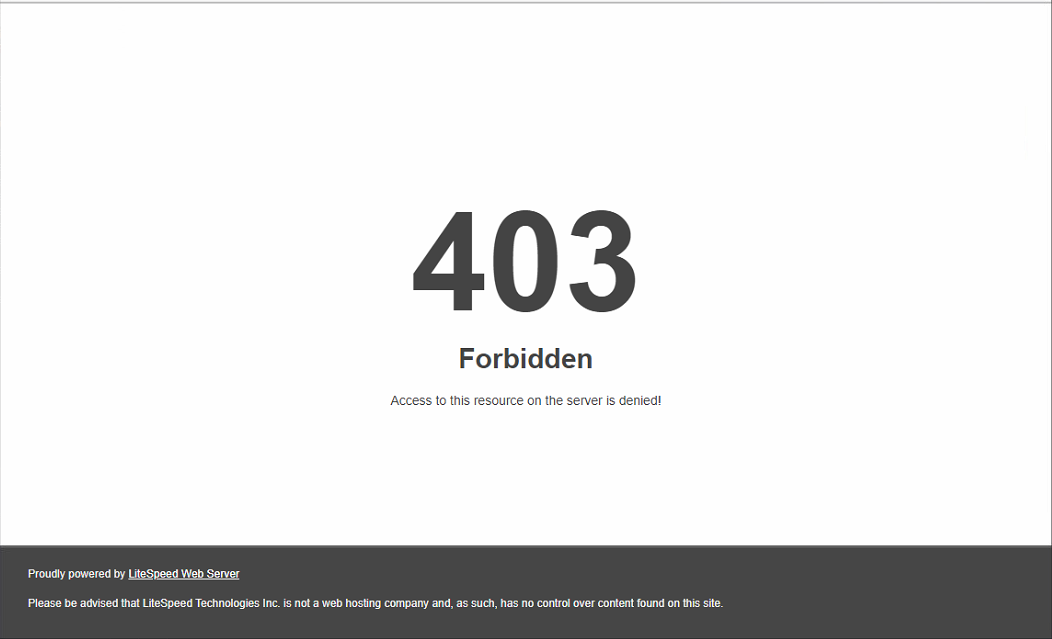 403
Forbidden
Access to this resource on the server is denied!
Proudly powered by LiteSpeed Web Server
Please be advised that LiteSpeed Technologies Inc. is not a web hosting company and, as such, has no control over content found on this site.